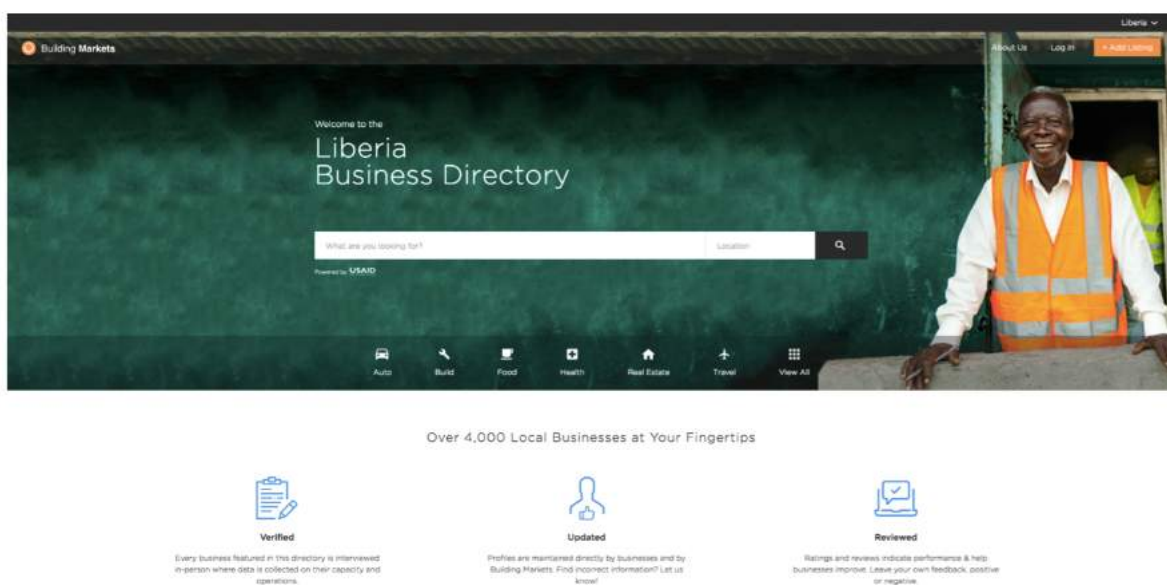 Liberia
Building Markets
About Us Log In + Add Listing
Welcome to the
Liberia
Business Directory
What are you looking for? Location
Powered by USAID
Auto Build Food Health Real Estate Travel View All
Over 4,000 Local Businesses at Your Fingertips
Verified
Every business featured in this directory is interviewed
in-person where data is collected on their capacity and
operations.
Updated
Profiles are maintained directly by businesses and by
Building Markets. Find incorrect information? Let us
know!
Reviewed
Ratings and reviews indicate performance & help
businesses improve. Leave your own feedback, positive
or negative.